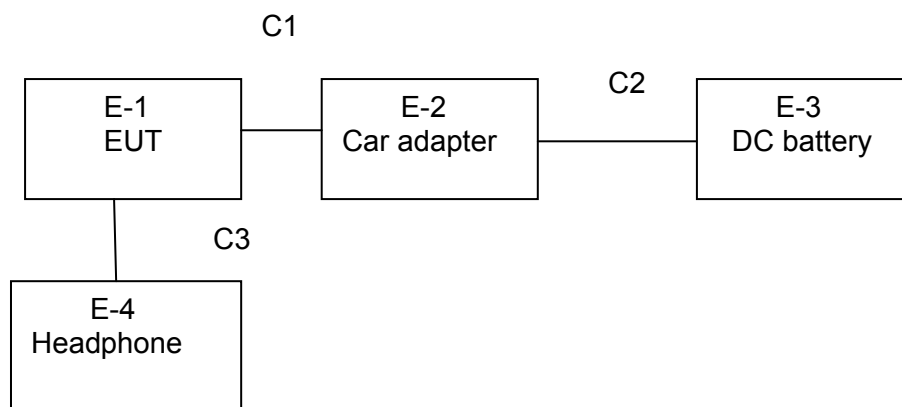 C1
E-1
EUT
E-2
Car adapter
C2
E-3
DC battery
C3
E-4
Headphone